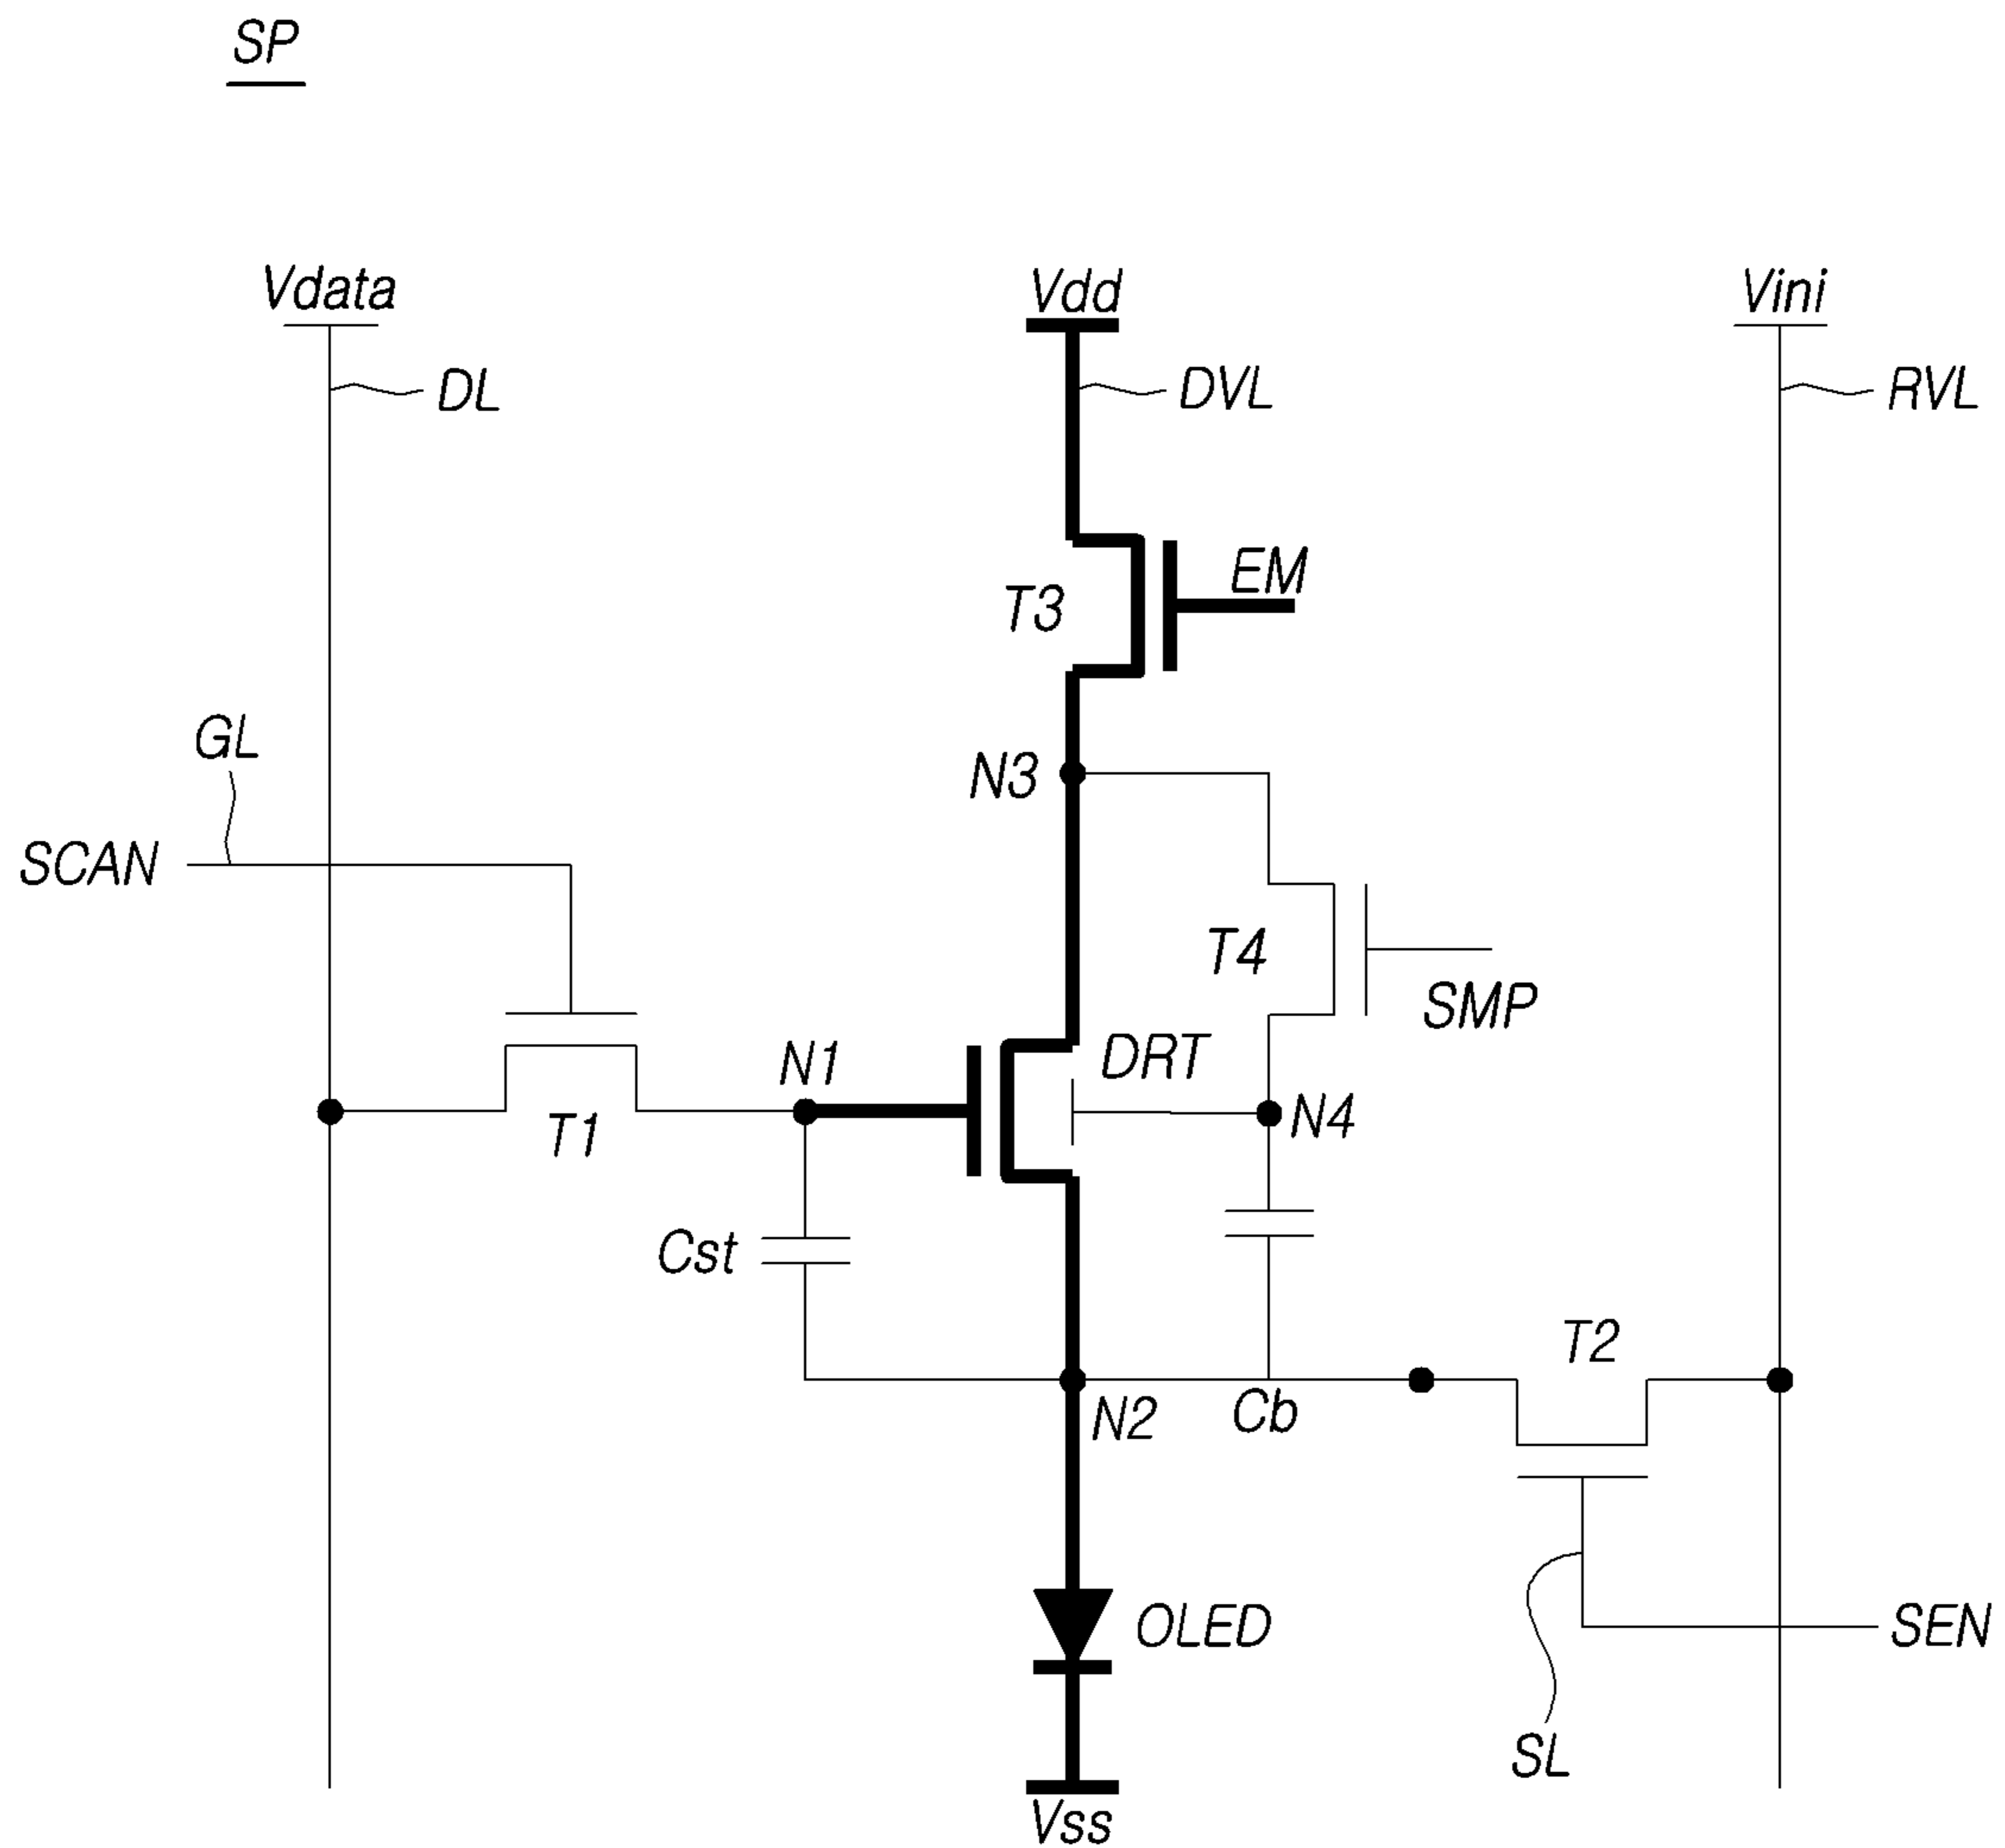 SP
Vdata
Vdd
Vini
DL
DVL
RVL
EM
T3
GL
N3
SCAN
T4
SMP
N1
DRT
T1
N4
Cst
T2
N2
Cb
OLED
SEN
SL
Vss